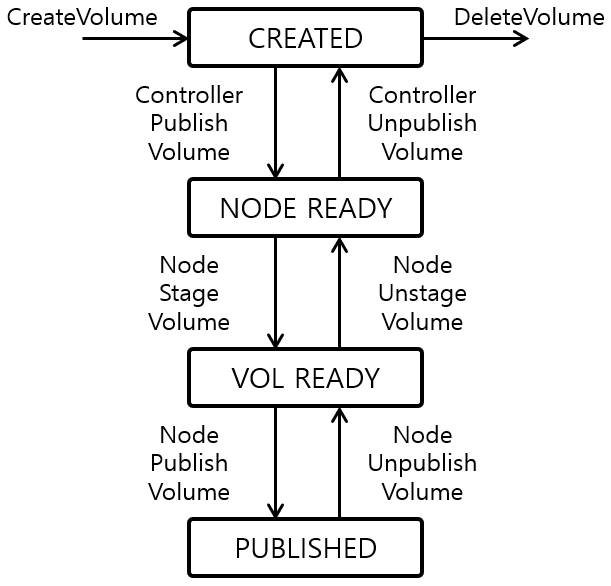 CreateVolume
CREATED
DeleteVolume
Controller
Publish
Volume
Controller
Unpublish
Volume
NODE READY
Node
Stage
Volume
Node
Unstage
Volume
VOL READY
Node
Publish
Volume
Node
Unpublish
Volume
PUBLISHED